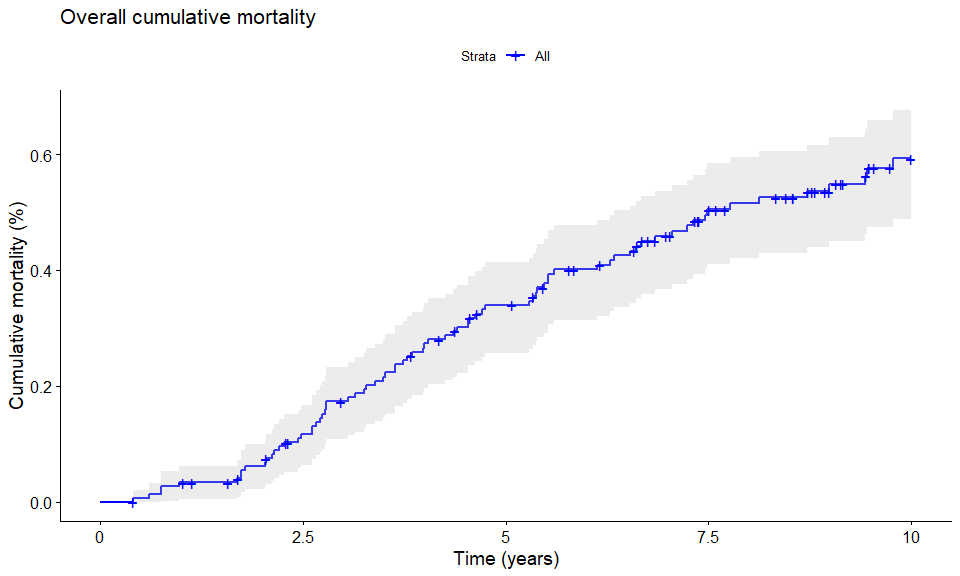 Overall cumulative mortality
Strata All
Cumulative mortality (%)
0.6
0.4
0.2
0.0
0 2.5 5 7.5 10
Time (years)